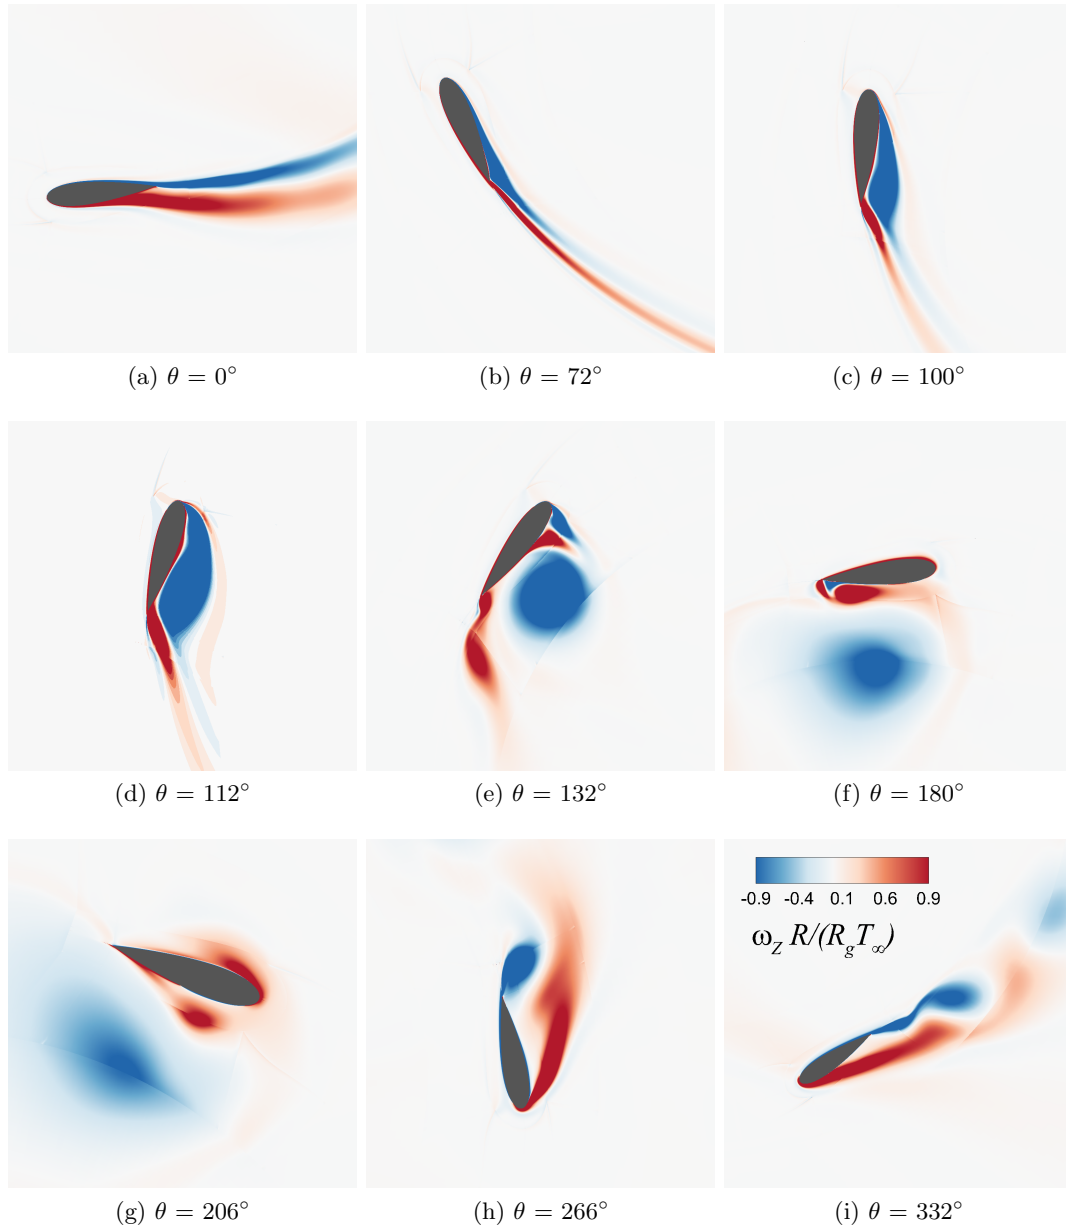 (a) θ = 0°
(b) θ = 72°
(c) θ = 100°
(d) θ = 112°
(e) θ = 132°
(f) θ = 180°
-0.9 -0.4 0.1 0.6 0.9
ω_Z R/(R_g T_∞)
(g) θ = 206°
(h) θ = 266°
(i) θ = 332°